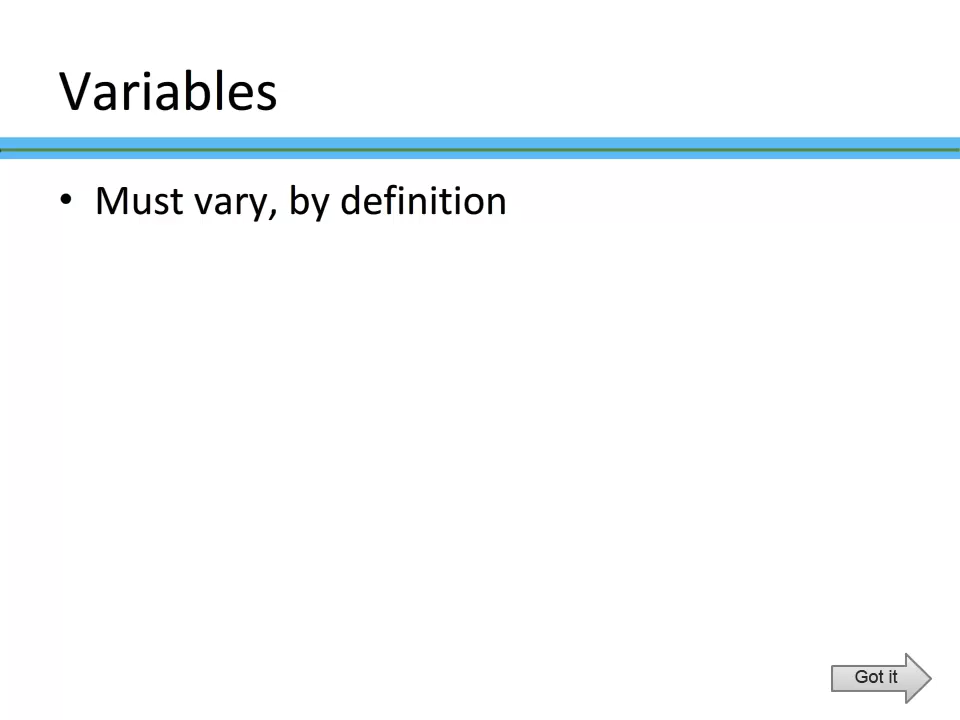 Variables
• Must vary, by definition
Got it